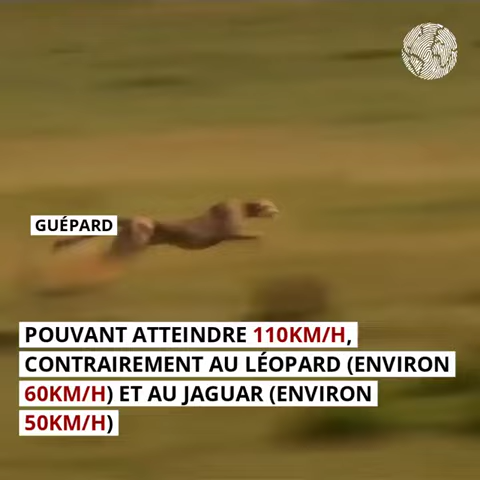 GUÉPARD
POUVANT ATTEINDRE 110KM/H,
CONTRAIREMENT AU LÉOPARD (ENVIRON
60KM/H) ET AU JAGUAR (ENVIRON
50KM/H)